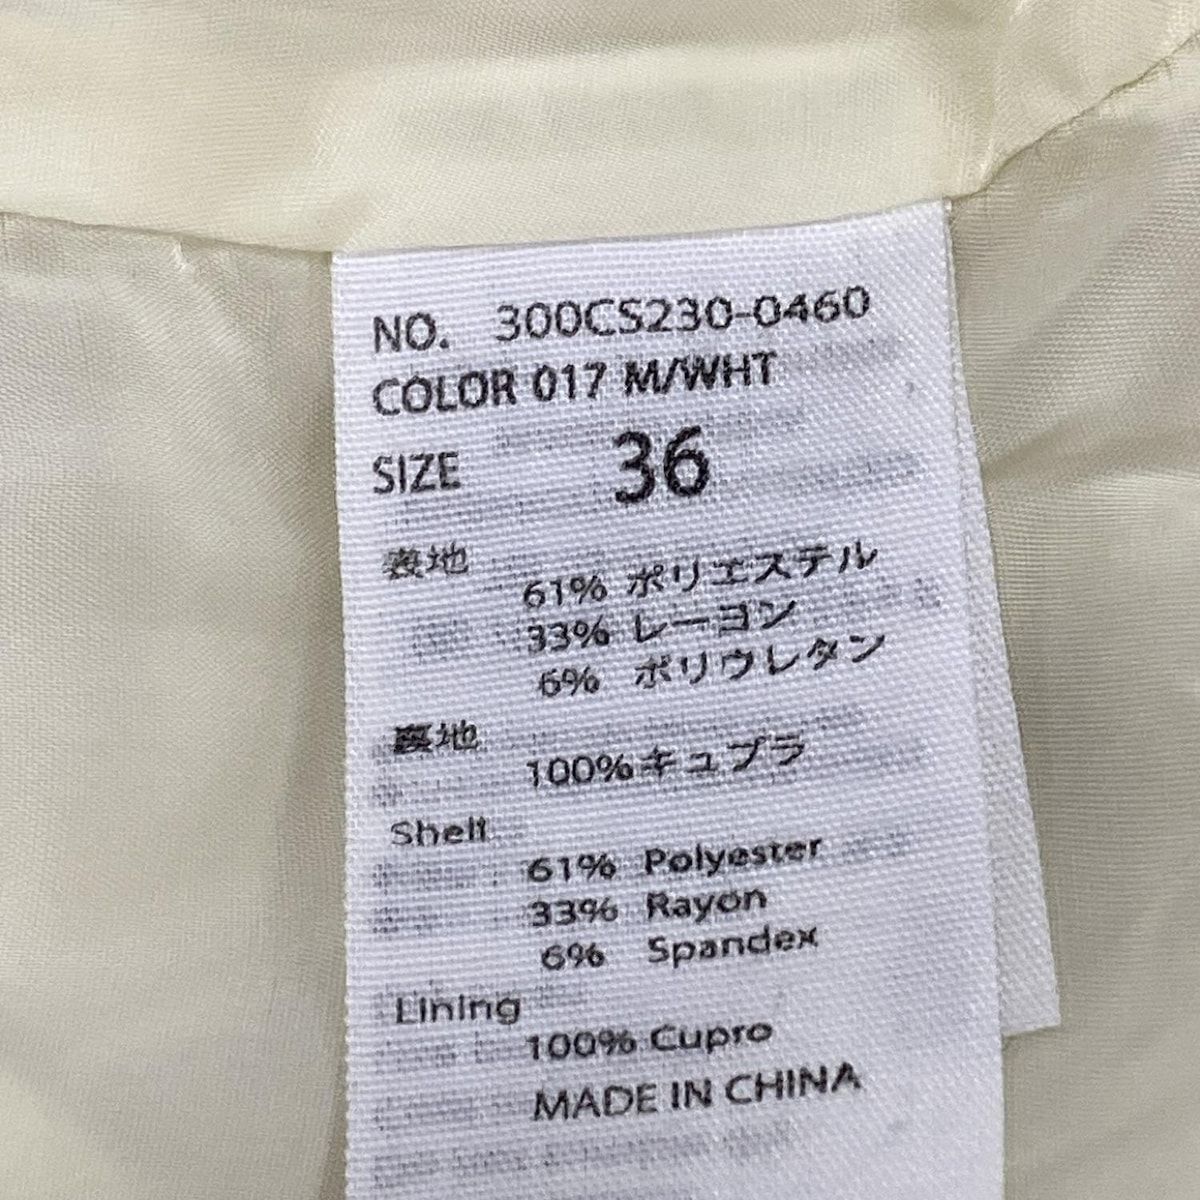 NO. 300CS230-0460
COLOR 017 M/WHT
SIZE 36
表地
61% ポリエステル
33% レーヨン
6% ポリウレタン
裏地
100%キュプラ
Shell
61% Polyester
33% Rayon
6% Spandex
Lining
100% Cupro
MADE IN CHINA